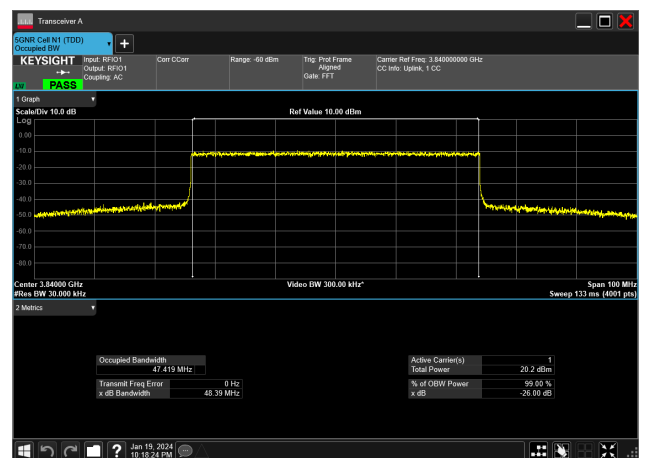 Transceiver A
5GNR Cell N1 (TDD)
Occupied BW
KEYSIGHT
Input: RFIO1
Output: RFIO1
Coupling: AC
Corr CCorr
Range: -60 dBm
Trig: Prot Frame
Aligned
Gate: FFT
Carrier Ref Freq: 3.840000000 GHz
CC Info: Uplink, 1 CC
PASS
1 Graph
Scale/Div 10.0 dB
Ref Value 10.00 dBm
Log
0.00
-10.0
-20.0
-30.0
-40.0
-50.0
-60.0
-70.0
-80.0
Center 3.84000 GHz
Video BW 300.00 kHz*
Span 100 MHz
#Res BW 30.000 kHz
Sweep 133 ms (4001 pts)
2 Metrics
Occupied Bandwidth
47.419 MHz
Transmit Freq Error 0 Hz
x dB Bandwidth 48.39 MHz
Active Carrier(s) 1
Total Power 20.2 dBm
% of OBW Power 99.00 %
x dB -26.00 dB
Jan 19, 2024
10:18:24 PM